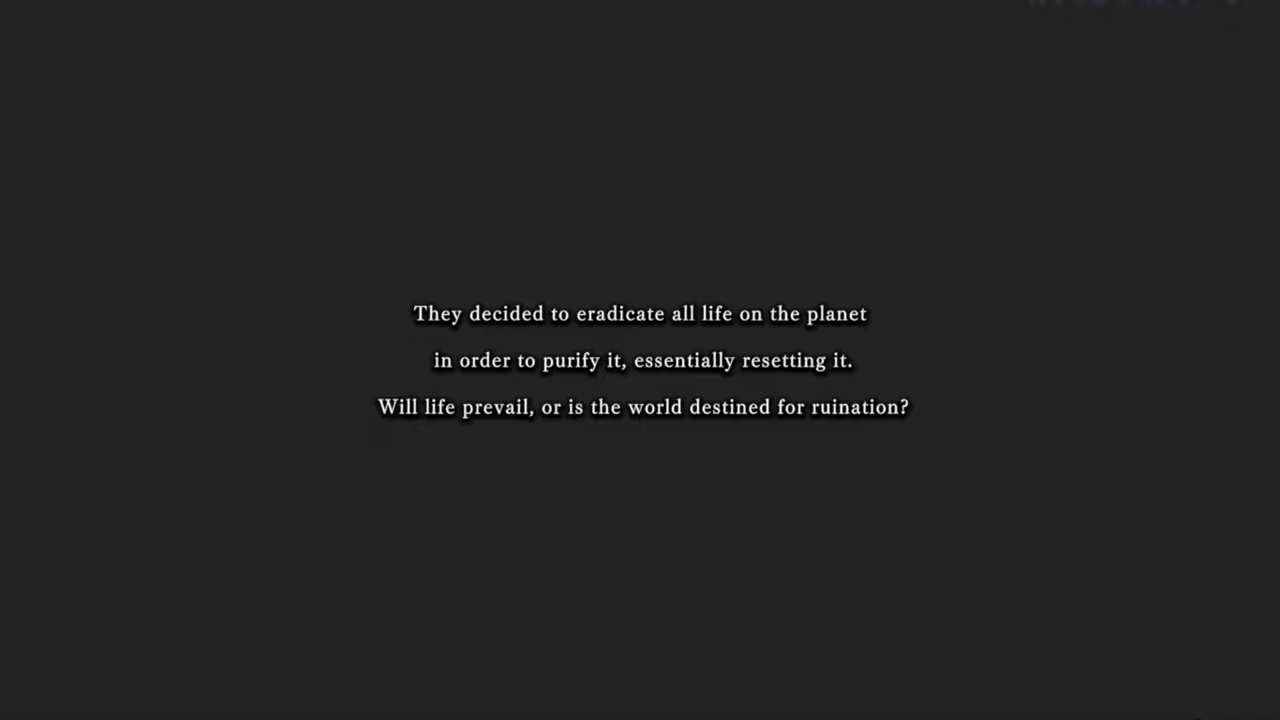 They decided to eradicate all life on the planet
in order to purify it, essentially resetting it.
Will life prevail, or is the world destined for ruination?